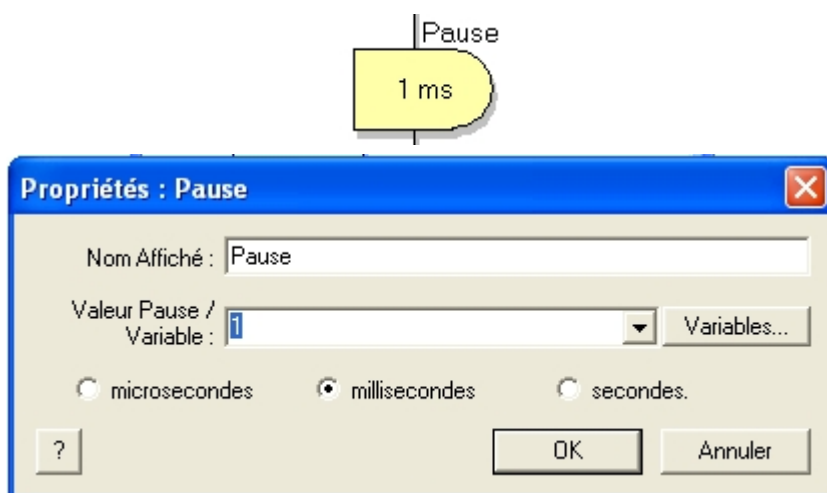 Pause
1 ms
Propriétés : Pause
Nom Affiché : Pause
Valeur Pause /
Variable : 1 Variables...
microsecondes millisecondes secondes.
? OK Annuler